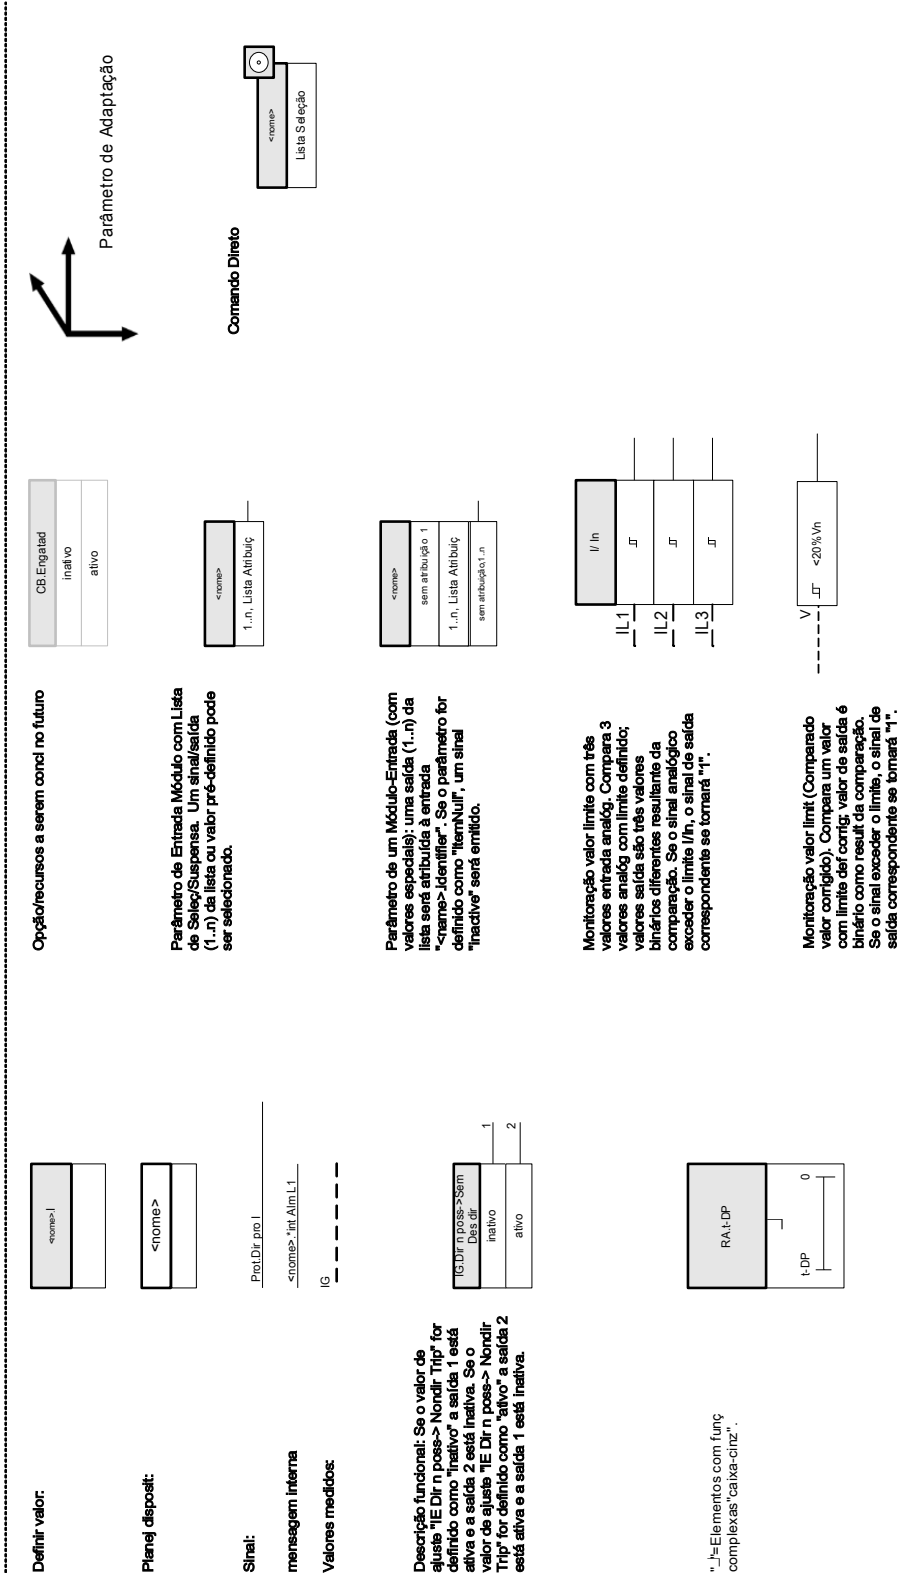 Definir valor:
<nome>.I
Planej disposit:
<nome>
Sinal:
Prot.Dir pro I
mensagem interna
<nome>.*int Alm L1
Valores medidos:
IG
Descrição funcional: Se o valor de
ajuste "IE Dir n poss-> Nondir Trip" for
definido como "inativo" a saída 1 está
ativa e a saída 2 está inativa. Se o
valor de ajuste "IE Dir n poss-> Nondir
Trip" for definido como "ativo" a saída 2
está ativa e a saída 1 está inativa.
IG.Dir n poss->Sem
Des dir
inativo
1
ativo
2
"_|"=Elementos com funç
complexas"caixa-cinz".
RA.t-DP
t-DP
0
Opção/recursos a serem concl no futuro
CB.Engatad
inativo
ativo
Parâmetro de Entrada Módulo com Lista
de Seleç/Suspensa. Um sinal/saída
(1..n) da lista ou valor pré-definido pode
ser selecionado.
<nome>
1..n, Lista Atribuiç
Parâmetro de um Módulo-Entrada (com
valores especiais): uma saída (1..n) da
lista será atribuída à entrada
"<name>.identifier". Se o parâmetro for
definido como "ItemNull", um sinal
"Inactive" será emitido.
<nome>
sem atribuição 1
1..n, Lista Atribuiç
sem atribuição,1..n
Monitoração valor limite com três
valores entrada analóg. Compara 3
valores analóg com limite definido;
valores saída são três valores
binários diferentes resultante da
comparação. Se o sinal analógico
exceder o limite I/In, o sinal de saída
correspondente se tornará "1".
I/ In
IL1
IL2
IL3
Monitoração valor limit (Comparado
valor corrigido). Compara um valor
com limite def corrig; valor de saída é
binário como result da comparação.
Se o sinal exceder o limite, o sinal de
saída correspondente se tornará "1".
V
<20%Vn
Parâmetro de Adaptação
Comando Direto
<nome>
Lista Seleção